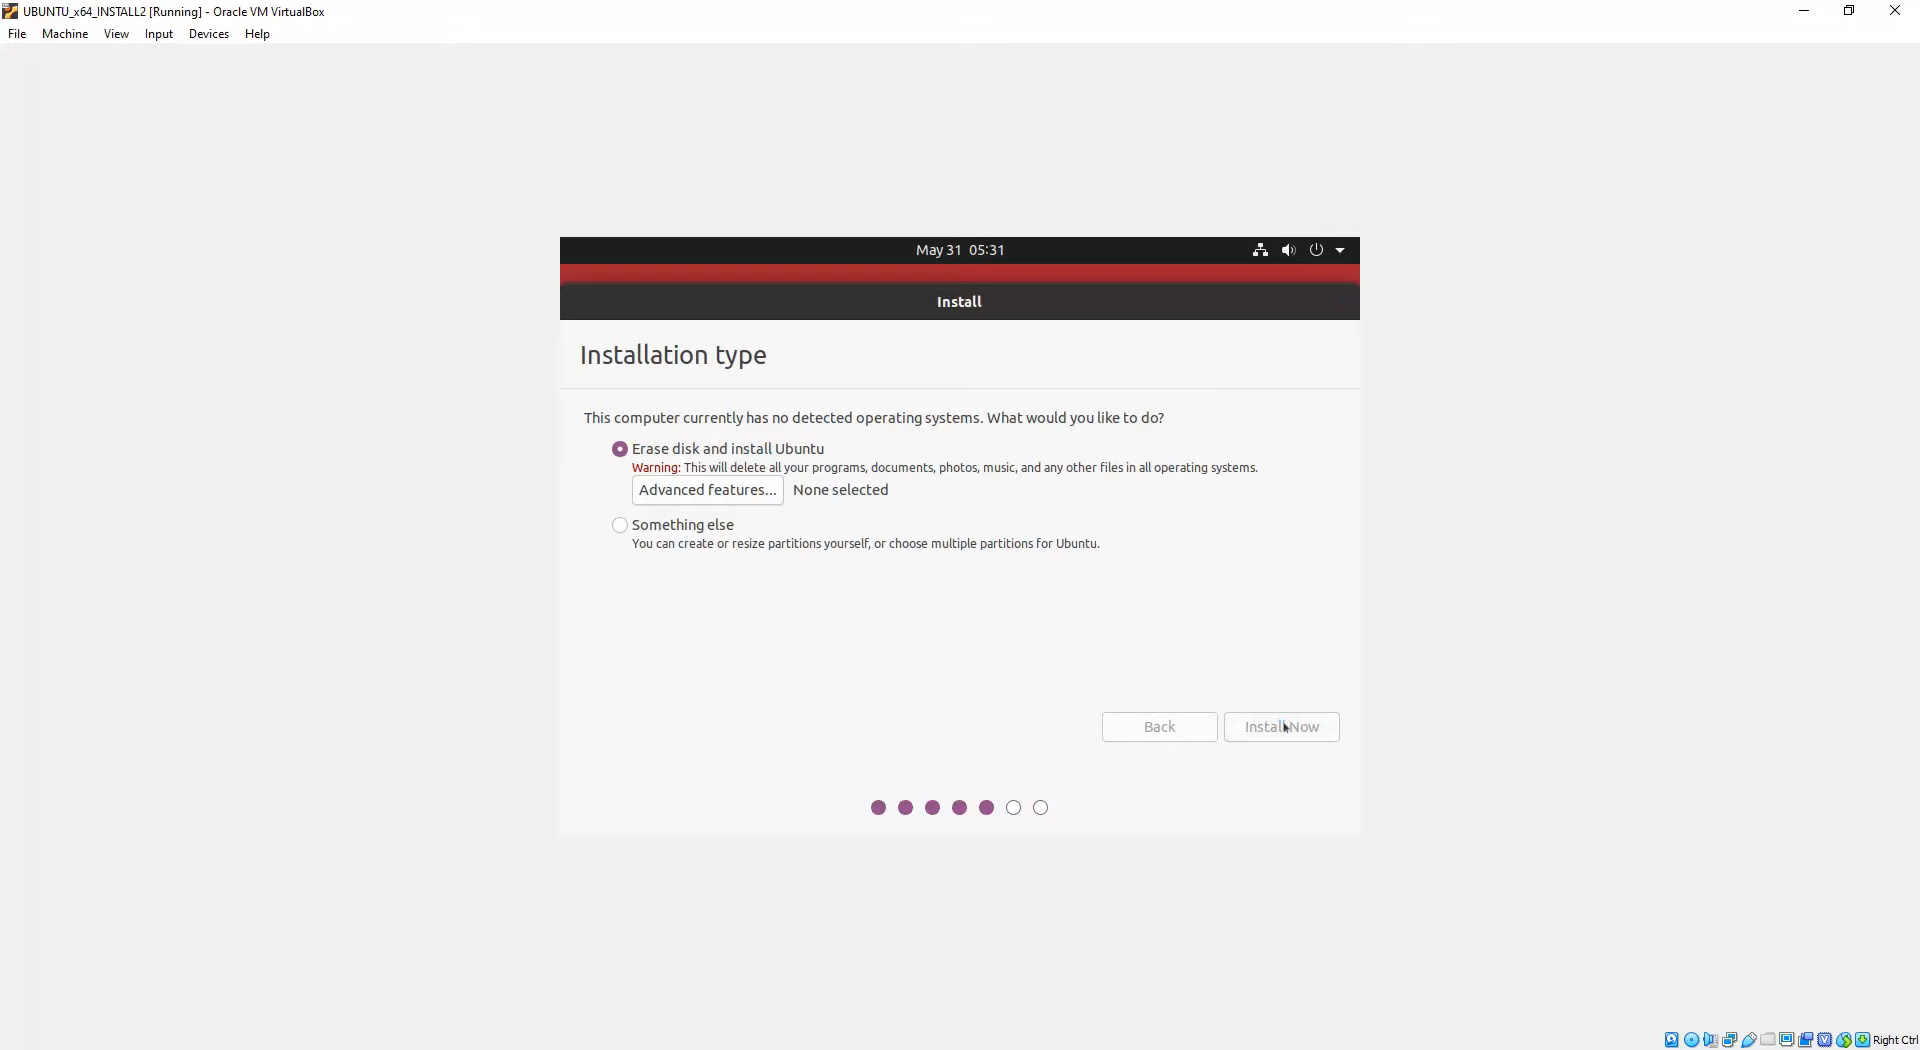 UBUNTU_x64_INSTALL2 [Running] - Oracle VM VirtualBox
File Machine View Input Devices Help
May 31 05:31
Install
Installation type
This computer currently has no detected operating systems. What would you like to do?
Erase disk and install Ubuntu
Warning: This will delete all your programs, documents, photos, music, and any other files in all operating systems.
Advanced features... None selected
Something else
You can create or resize partitions yourself, or choose multiple partitions for Ubuntu.
Back Install Now
Right Ctrl